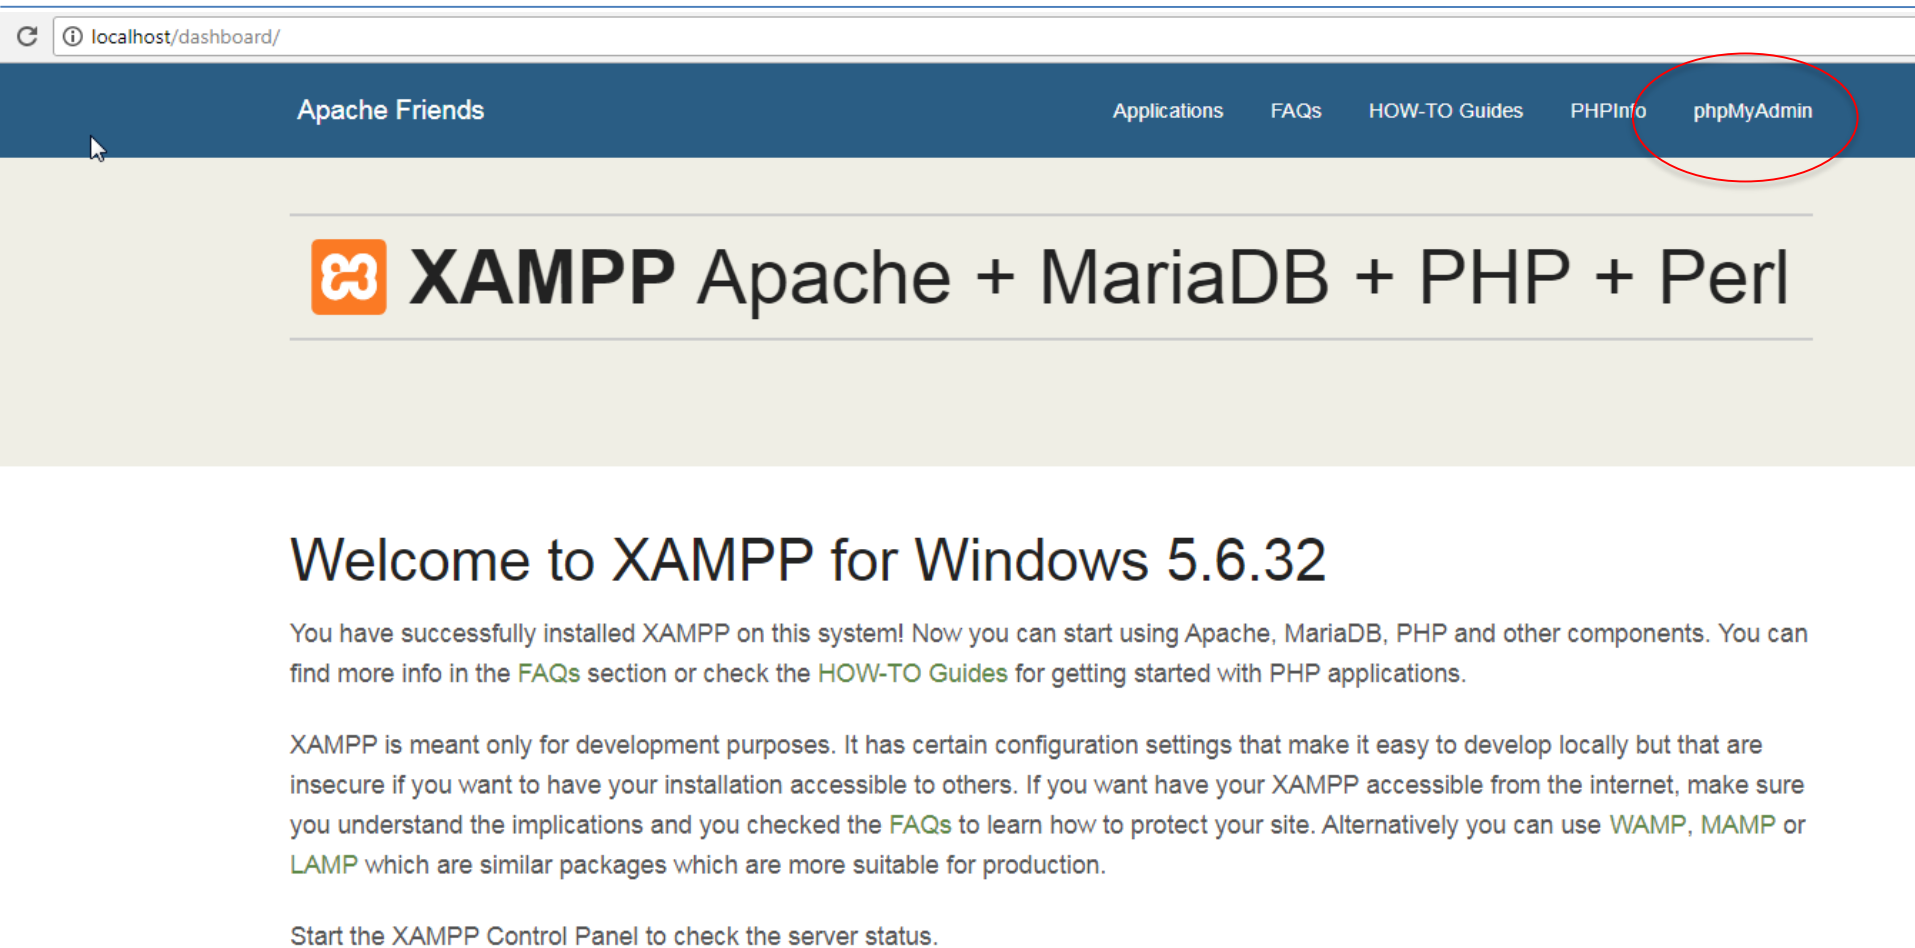 localhost/dashboard/
Apache Friends
Applications FAQs HOW-TO Guides PHPInfo phpMyAdmin
XAMPP Apache + MariaDB + PHP + Perl
Welcome to XAMPP for Windows 5.6.32
You have successfully installed XAMPP on this system! Now you can start using Apache, MariaDB, PHP and other components. You can
find more info in the FAQs section or check the HOW-TO Guides for getting started with PHP applications.
XAMPP is meant only for development purposes. It has certain configuration settings that make it easy to develop locally but that are
insecure if you want to have your installation accessible to others. If you want have your XAMPP accessible from the internet, make sure
you understand the implications and you checked the FAQs to learn how to protect your site. Alternatively you can use WAMP, MAMP or
LAMP which are similar packages which are more suitable for production.
Start the XAMPP Control Panel to check the server status.